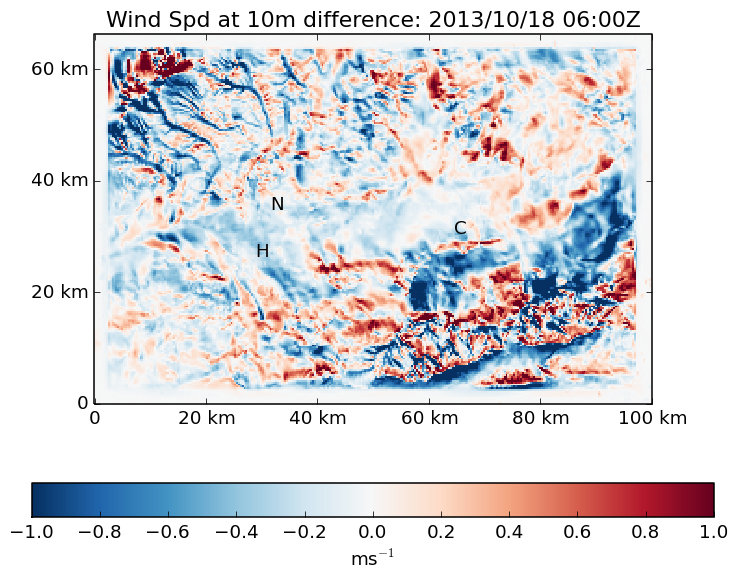 Wind Spd at 10m difference: 2013/10/18 06:00Z
60 km
40 km
N
C
H
20 km
0
0 20 km 40 km 60 km 80 km 100 km
−1.0 −0.8 −0.6 −0.4 −0.2 0.0 0.2 0.4 0.6 0.8 1.0
ms⁻¹